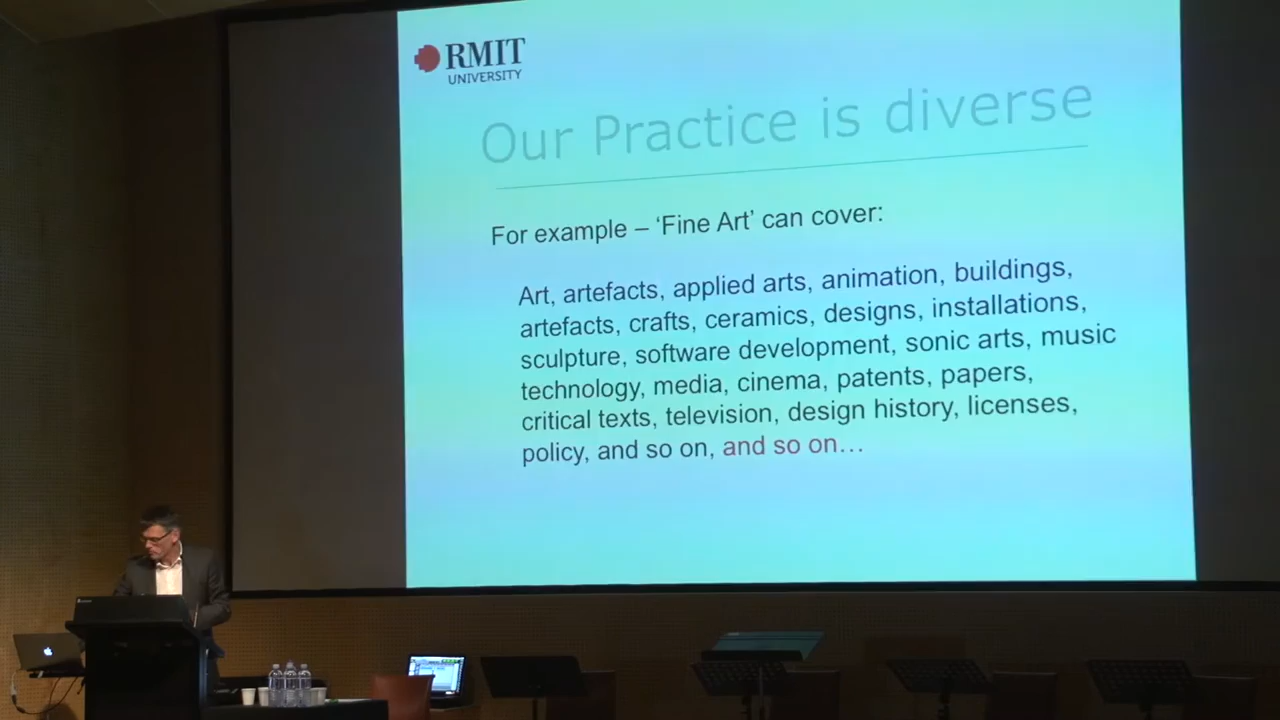 RMIT
UNIVERSITY
Our Practice is diverse
For example – ‘Fine Art’ can cover:
Art, artefacts, applied arts, animation, buildings,
artefacts, crafts, ceramics, designs, installations,
sculpture, software development, sonic arts, music
technology, media, cinema, patents, papers,
critical texts, television, design history, licenses,
policy, and so on, and so on…